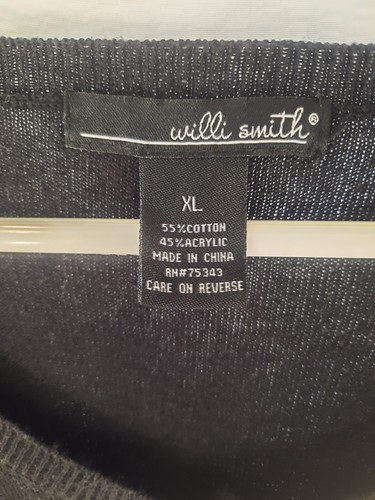 willi smith®
XL
55%COTTON
45%ACRYLIC
MADE IN CHINA
RN#75343
CARE ON REVERSE